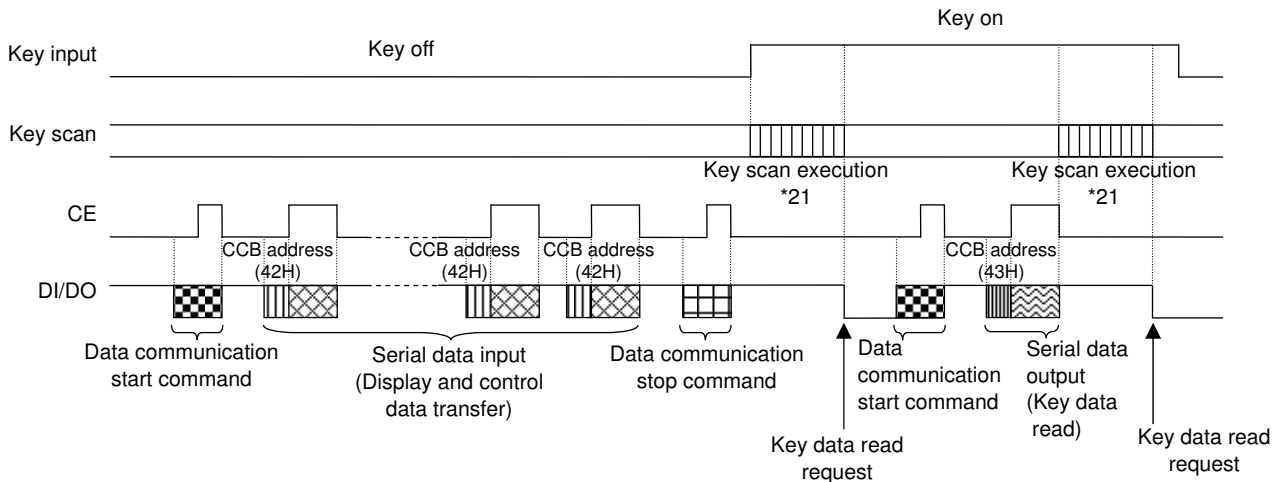 Key on
Key input
Key off
Key scan
Key scan execution
*21
Key scan execution
*21
CE
CCB address
(42H)
CCB address
(42H)
CCB address
(42H)
CCB address
(43H)
DI/DO
Data communication
start command
Serial data input
(Display and control
data transfer)
Data communication
stop command
Data
communication
start command
Serial data
output
(Key data
read)
Key data read
request
Key data read
request